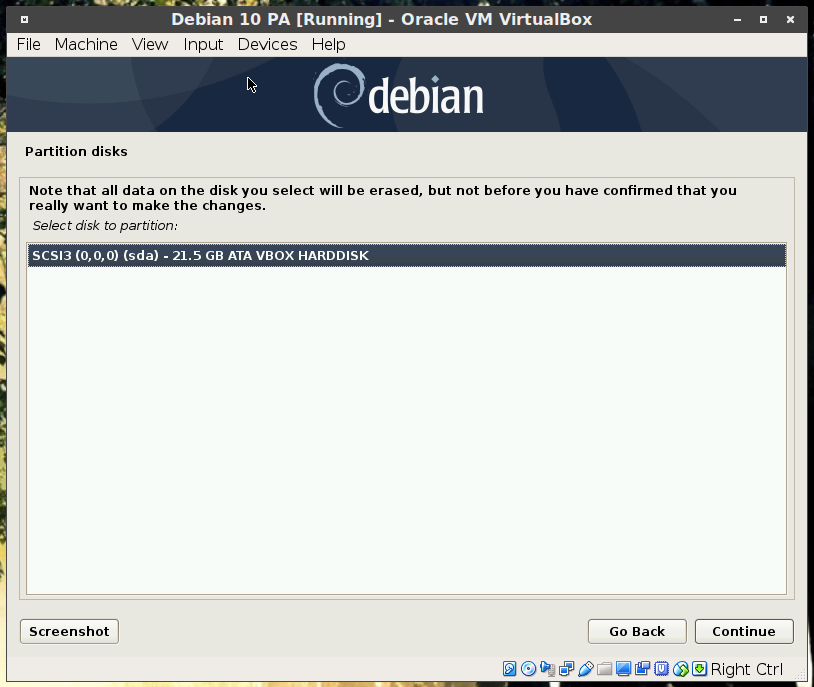 Debian 10 PA [Running] - Oracle VM VirtualBox
File Machine View Input Devices Help
debian
Partition disks
Note that all data on the disk you select will be erased, but not before you have confirmed that you
really want to make the changes.
Select disk to partition:
SCSI3 (0,0,0) (sda) - 21.5 GB ATA VBOX HARDDISK
Screenshot
Go Back
Continue
Right Ctrl